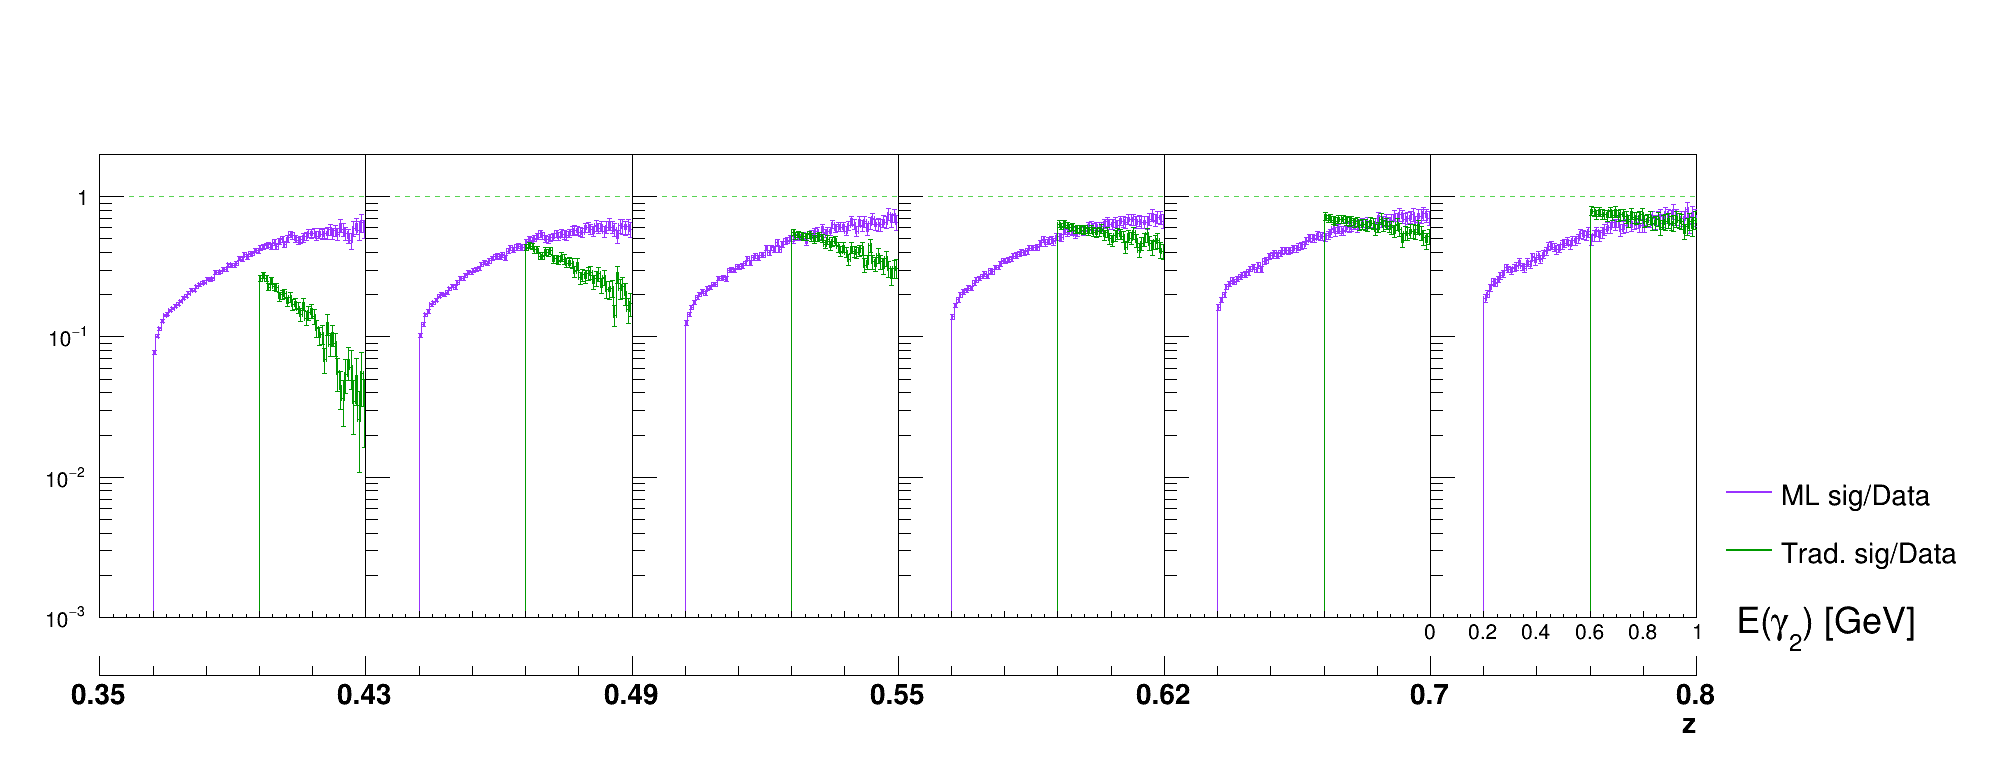 1
10⁻¹
10⁻²
10⁻³
ML sig/Data
Trad. sig/Data
E(γ₂) [GeV]
0 0.2 0.4 0.6 0.8 1
0.35 0.43 0.49 0.55 0.62 0.7 0.8
z